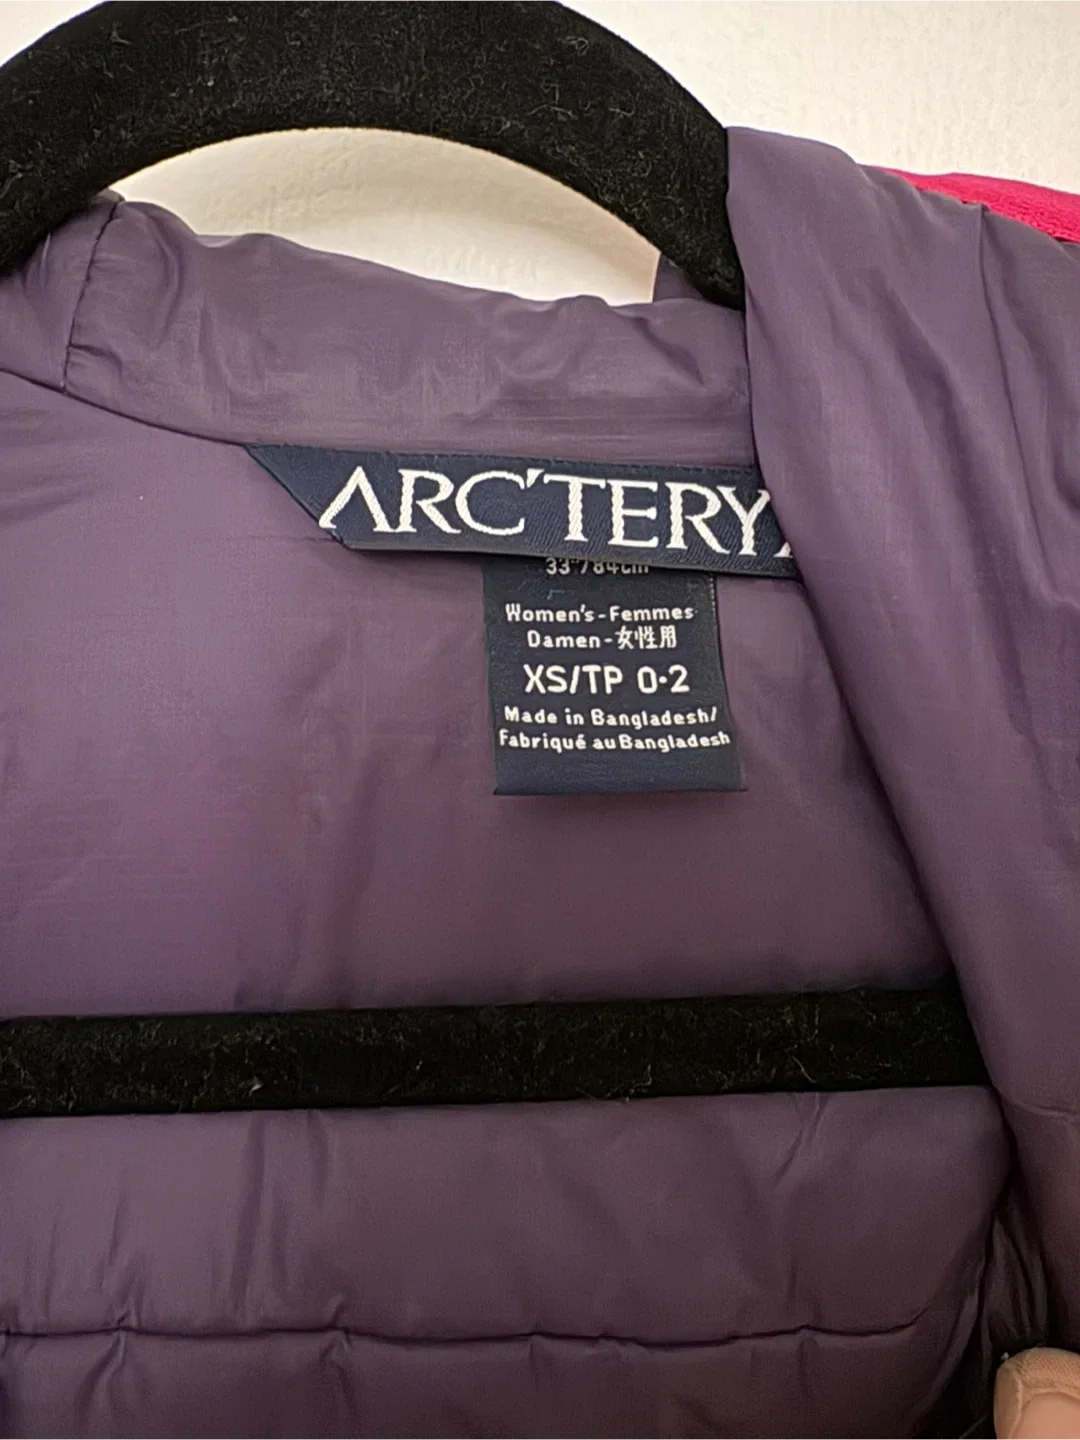 ARC'TERY
33"/84cm
Women's-Femmes
Damen-女性用
XS/TP 0·2
Made in Bangladesh/
Fabriqué au Bangladesh